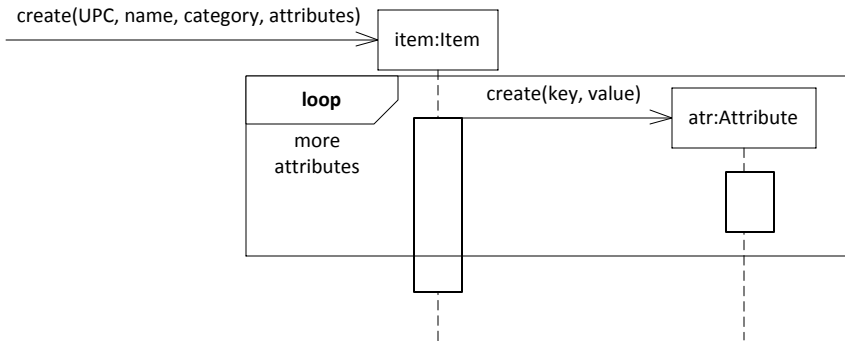 create(UPC, name, category, attributes)
item:Item
loop
more
attributes
create(key, value)
atr:Attribute